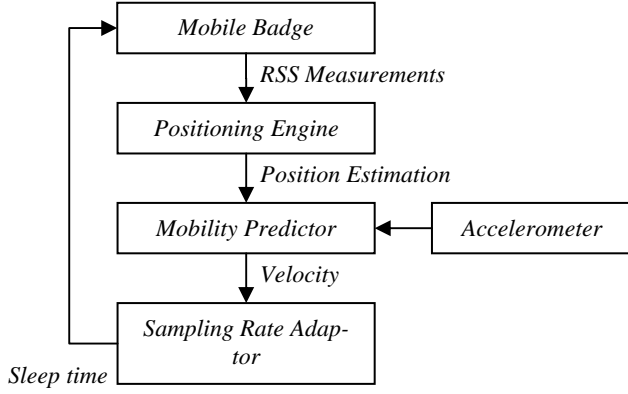 Mobile Badge
RSS Measurements
Positioning Engine
Position Estimation
Mobility Predictor
Accelerometer
Velocity
Sampling Rate Adap-
tor
Sleep time